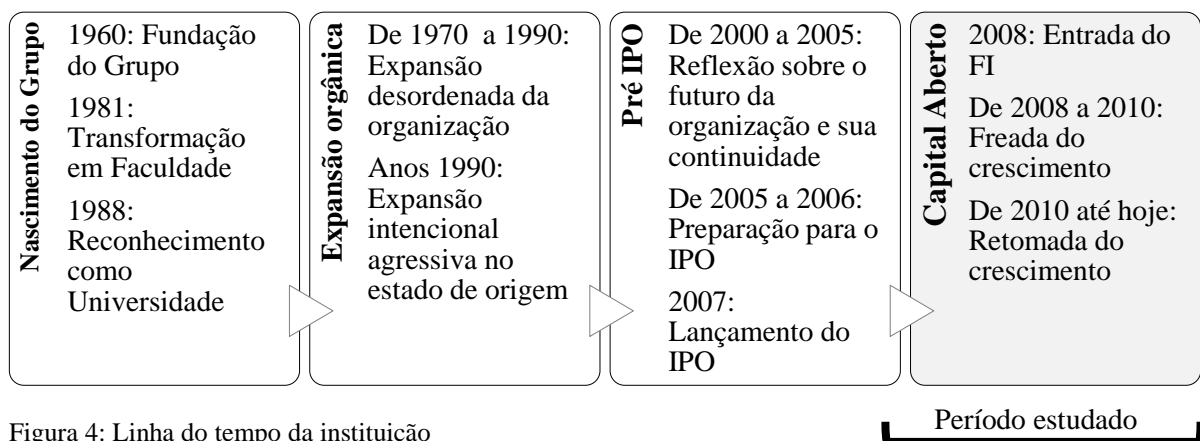 Nascimento do Grupo
1960: Fundação
do Grupo
1981:
Transformação
em Faculdade
1988:
Reconhecimento
como
Universidade
Expansão orgânica
De 1970 a 1990:
Expansão
desordenada da
organização
Anos 1990:
Expansão
intencional
agressiva no
estado de origem
Pré IPO
De 2000 a 2005:
Reflexão sobre o
futuro da
organização e sua
continuidade
De 2005 a 2006:
Preparação para o
IPO
2007:
Lançamento do
IPO
Capital Aberto
2008: Entrada do
FI
De 2008 a 2010:
Freada do
crescimento
De 2010 até hoje:
Retomada do
crescimento
Período estudado
Figura 4: Linha do tempo da instituição